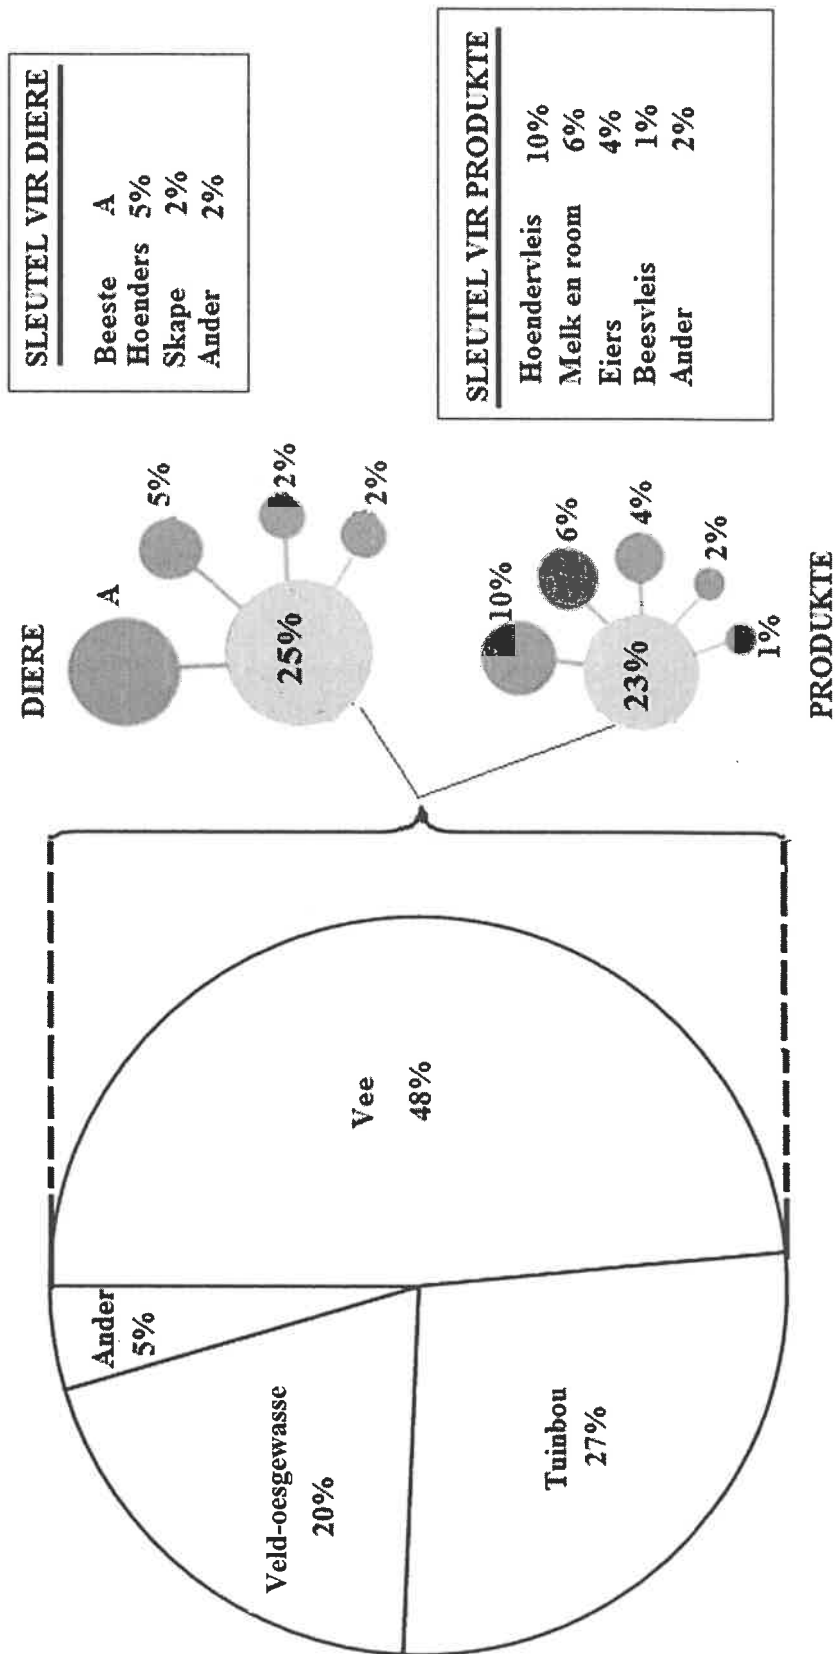 Ander
5%
Veld-oesgewasse
20%
Tuinbou
27%
Vee
48%
DIERE
A
5%
2%
2%
25%
10%
6%
4%
2%
1%
23%
PRODUKTE
SLEUTEL VIR DIERE
Beeste A
Hoenders 5%
Skape 2%
Ander 2%
SLEUTEL VIR PRODUKTE
Hoendervleis 10%
Melk en room 6%
Eiers 4%
Beesvleis 1%
Ander 2%